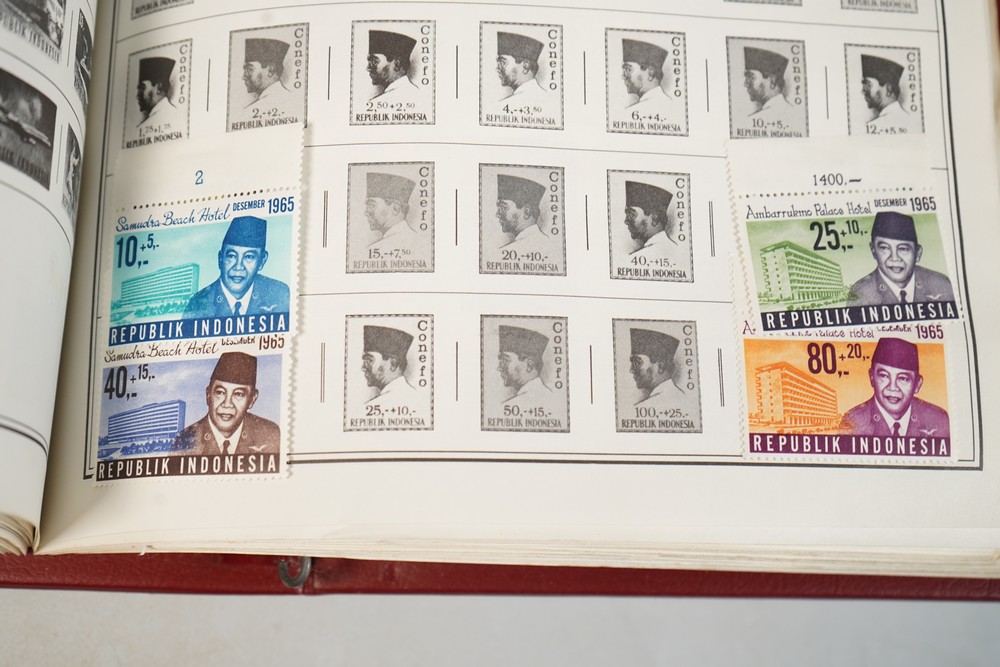 REPUBLIK INDONESIA
Conefo
1,75+1,75
REPUBLIK INDONESIA
Conefo
2,-+2,-
REPUBLIK INDONESIA
Conefo
2,50+2,50
REPUBLIK INDONESIA
Conefo
4,-+3,50
REPUBLIK INDONESIA
Conefo
6,-+4,-
REPUBLIK INDONESIA
Conefo
10,-+5,-
REPUBLIK INDONESIA
Conefo
12,-+5,50
Conefo
15,-+7,50
REPUBLIK INDONESIA
Conefo
20,-+10,-
REPUBLIK INDONESIA
Conefo
40,-+15,-
REPUBLIK INDONESIA
Conefo
25,-+10,-
REPUBLIK INDONESIA
Conefo
50,-+15,-
REPUBLIK INDONESIA
Conefo
100,-+25,-
REPUBLIK INDONESIA
2
Samudra Beach Hotel DESEMBER 1965
10,-+5,-
REPUBLIK INDONESIA
Samudra Beach Hotel DESEMBER 1965
40,-+15,-
REPUBLIK INDONESIA
1400.—
Ambarrukmo Palace Hotel DESEMBER 1965
25,-+10,-
REPUBLIK INDONESIA
Palace Hotel DESEMBER 1965
80,-+20,-
REPUBLIK INDONESIA